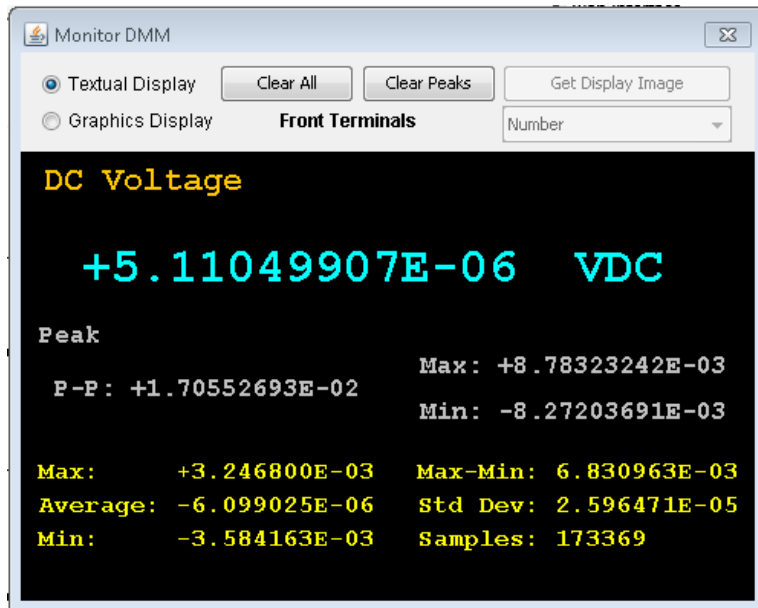 Monitor DMM
Textual Display Clear All Clear Peaks Get Display Image
Graphics Display Front Terminals Number
DC Voltage
+5.11049907E-06 VDC
Peak
Max: +8.78323242E-03
P-P: +1.70552693E-02
Min: -8.27203691E-03
Max: +3.246800E-03 Max-Min: 6.830963E-03
Average: -6.099025E-06 Std Dev: 2.596471E-05
Min: -3.584163E-03 Samples: 173369